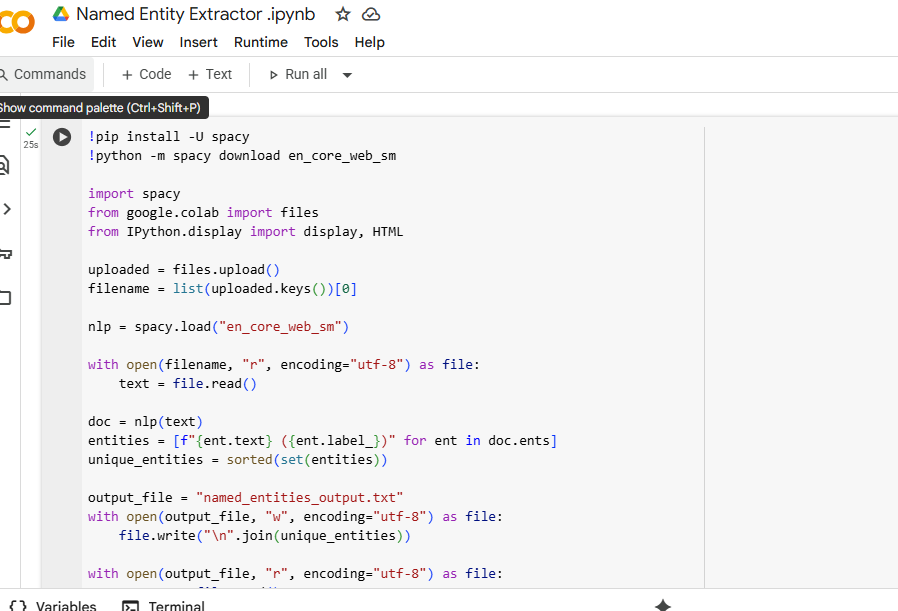 Named Entity Extractor .ipynb
File Edit View Insert Runtime Tools Help
Commands + Code + Text Run all
Show command palette (Ctrl+Shift+P)
25s
!pip install -U spacy
!python -m spacy download en_core_web_sm
import spacy
from google.colab import files
from IPython.display import display, HTML
uploaded = files.upload()
filename = list(uploaded.keys())[0]
nlp = spacy.load("en_core_web_sm")
with open(filename, "r", encoding="utf-8") as file:
    text = file.read()
doc = nlp(text)
entities = [f"{ent.text} ({ent.label_})" for ent in doc.ents]
unique_entities = sorted(set(entities))
output_file = "named_entities_output.txt"
with open(output_file, "w", encoding="utf-8") as file:
    file.write("\n".join(unique_entities))
with open(output_file, "r", encoding="utf-8") as file:
Variables Terminal